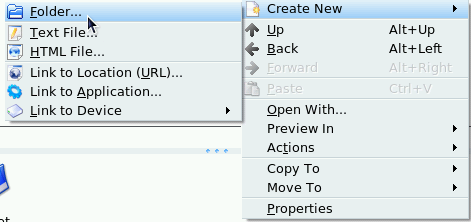 Folder...
Text File...
HTML File...
Link to Location (URL)...
Link to Application...
Link to Device
Create New
Up Alt+Up
Back Alt+Left
Forward Alt+Right
Paste Ctrl+V
Open With...
Preview In
Actions
Copy To
Move To
Properties